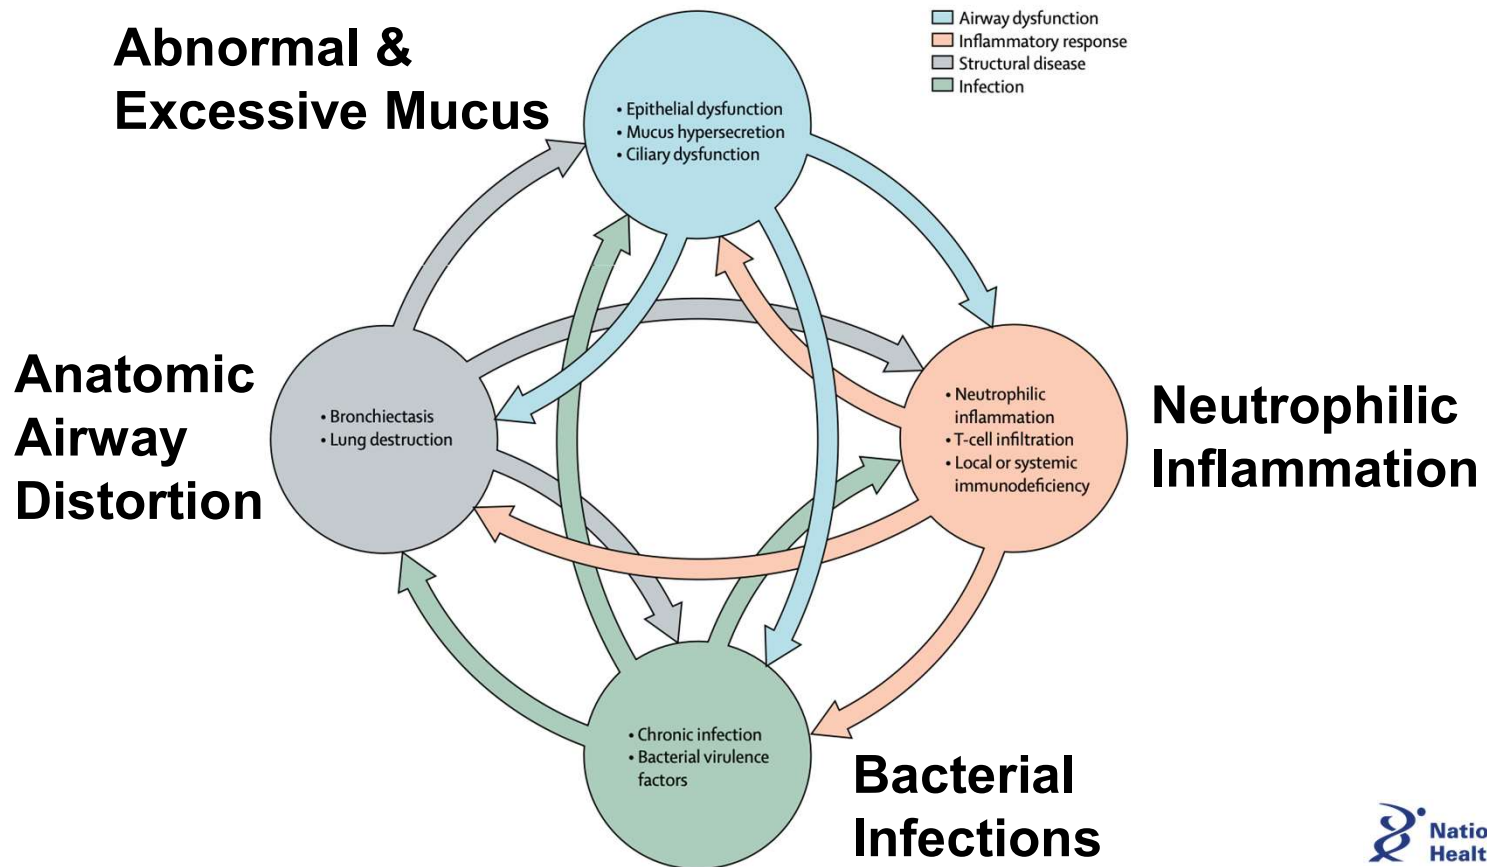 Abnormal &
Excessive Mucus
Airway dysfunction
Inflammatory response
Structural disease
Infection
• Epithelial dysfunction
• Mucus hypersecretion
• Ciliary dysfunction
Anatomic
Airway
Distortion
• Bronchiectasis
• Lung destruction
• Neutrophilic
inflammation
• T-cell infiltration
• Local or systemic
immunodeficiency
Neutrophilic
Inflammation
• Chronic infection
• Bacterial virulence
factors
Bacterial
Infections
Natio
Health